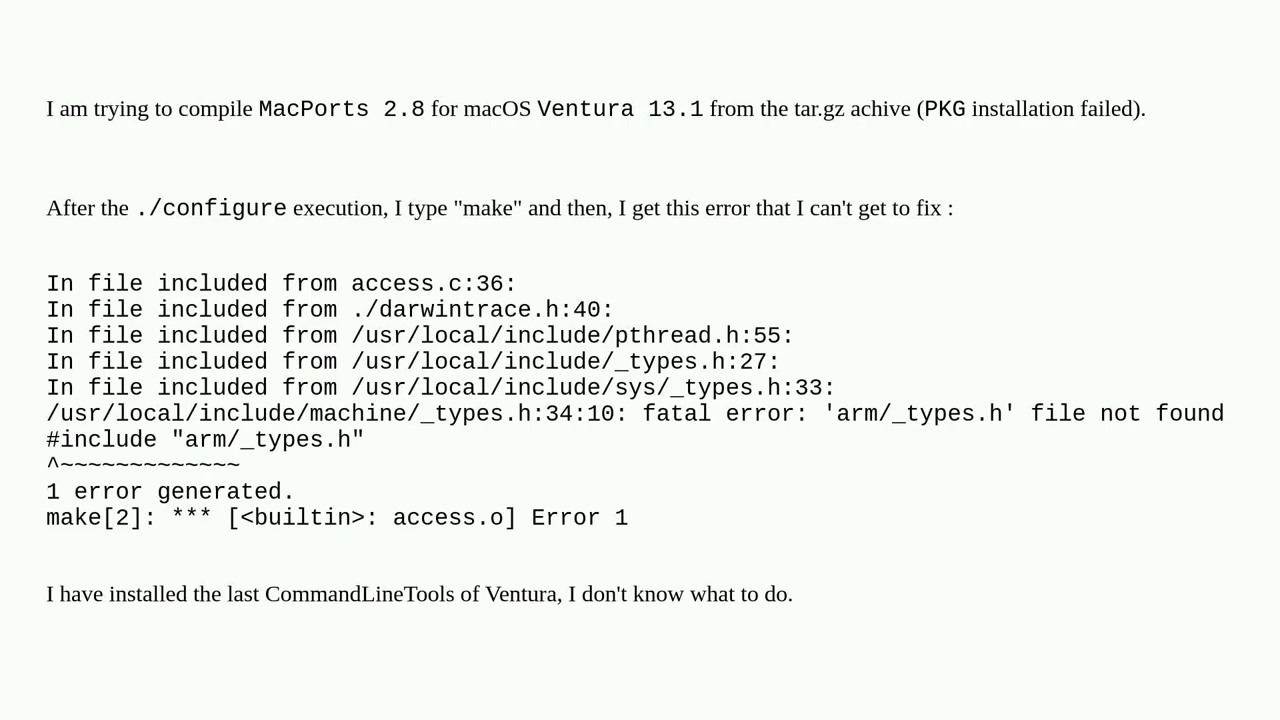 I am trying to compile MacPorts 2.8 for macOS Ventura 13.1 from the tar.gz achive (PKG installation failed).
After the ./configure execution, I type "make" and then, I get this error that I can't get to fix :
In file included from access.c:36:
In file included from ./darwintrace.h:40:
In file included from /usr/local/include/pthread.h:55:
In file included from /usr/local/include/_types.h:27:
In file included from /usr/local/include/sys/_types.h:33:
/usr/local/include/machine/_types.h:34:10: fatal error: 'arm/_types.h' file not found
#include "arm/_types.h"
^~~~~~~~~~~~~~
1 error generated.
make[2]: *** [<builtin>: access.o] Error 1
I have installed the last CommandLineTools of Ventura, I don't know what to do.